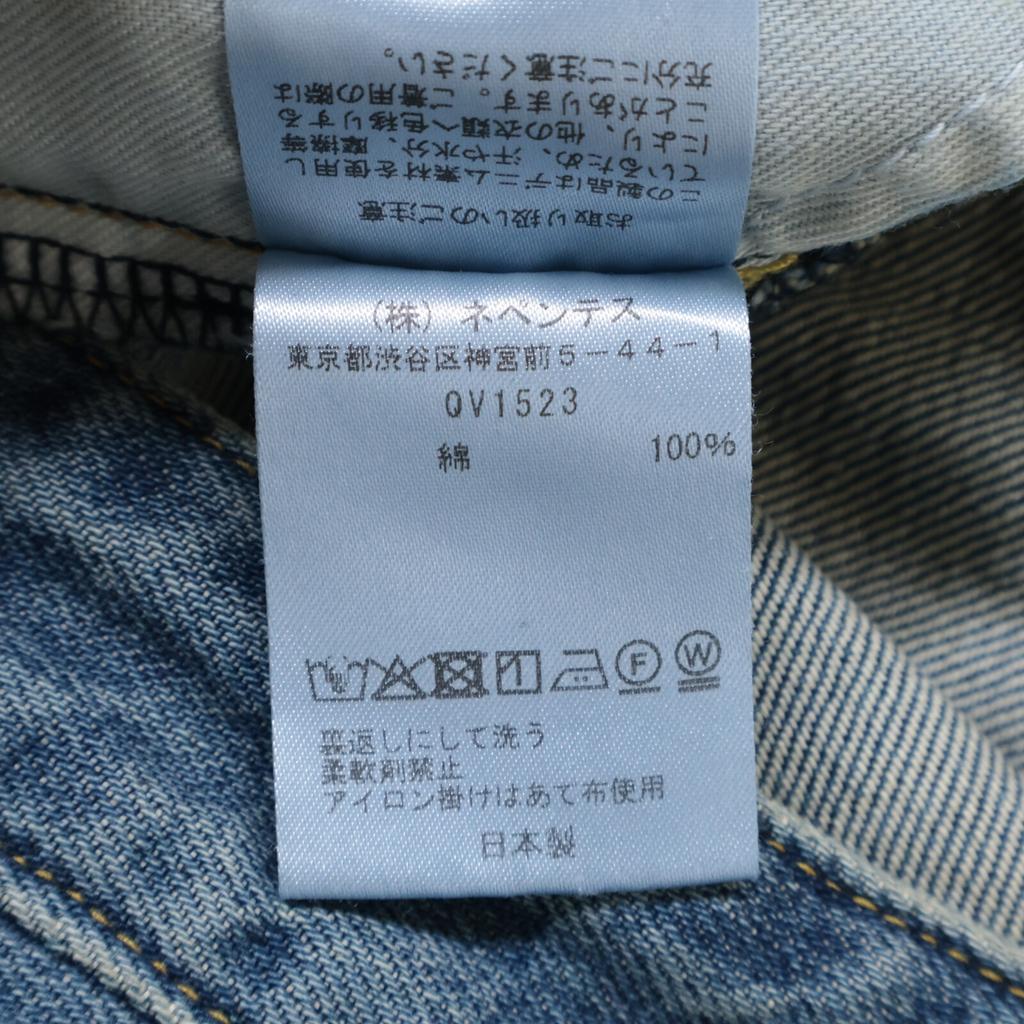 お取り扱いのご注意
この製品はデニム素材を使用し
ているため、汗や水分、摩擦等
により、他の衣類へ色移りする
ことがあります。ご着用の際は
充分にご注意ください。
(株) ネペンテス
東京都渋谷区神宮前5-44-1
QV1523
綿 100%
F W
裏返しにして洗う
柔軟剤禁止
アイロン掛けはあて布使用
日本製